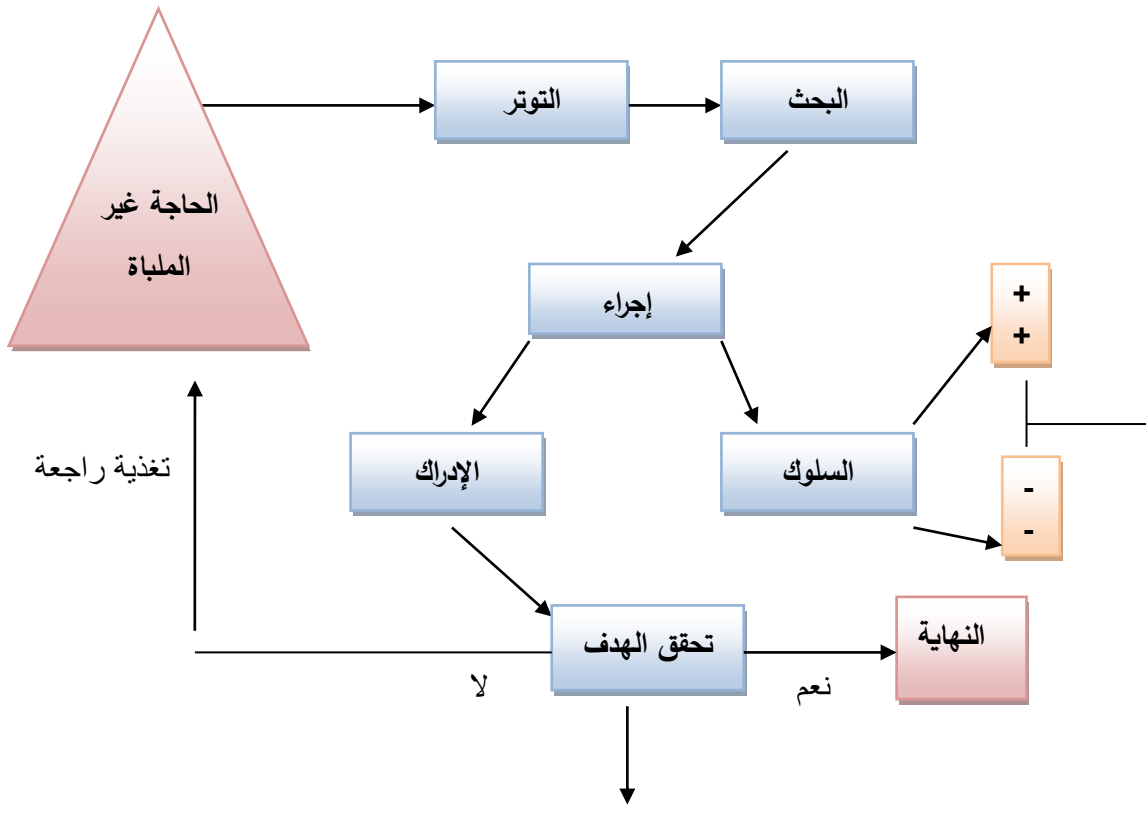 البحث
التوتر
الحاجة غير
الملباة
إجراء
+
+
السلوك
الإدراك
تغذية راجعة
-
-
تحقق الهدف
النهاية
نعم
لا